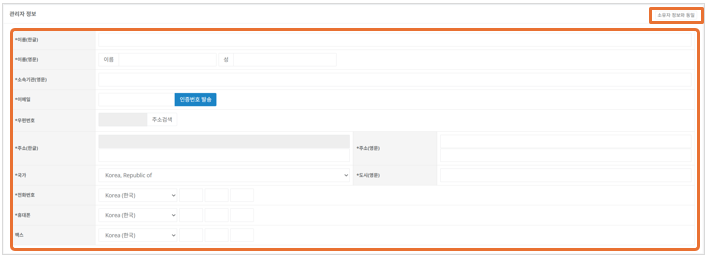 관리자 정보
소유자 정보와 동일
*이름(한글)
*이름(영문) 이름 성
*소속기관(영문)
*이메일 인증번호 발송
*우편번호 주소검색
*주소(한글) *주소(영문)
*국가 Korea, Republic of *도시(영문)
*전화번호 Korea (한국)
*휴대폰 Korea (한국)
팩스 Korea (한국)